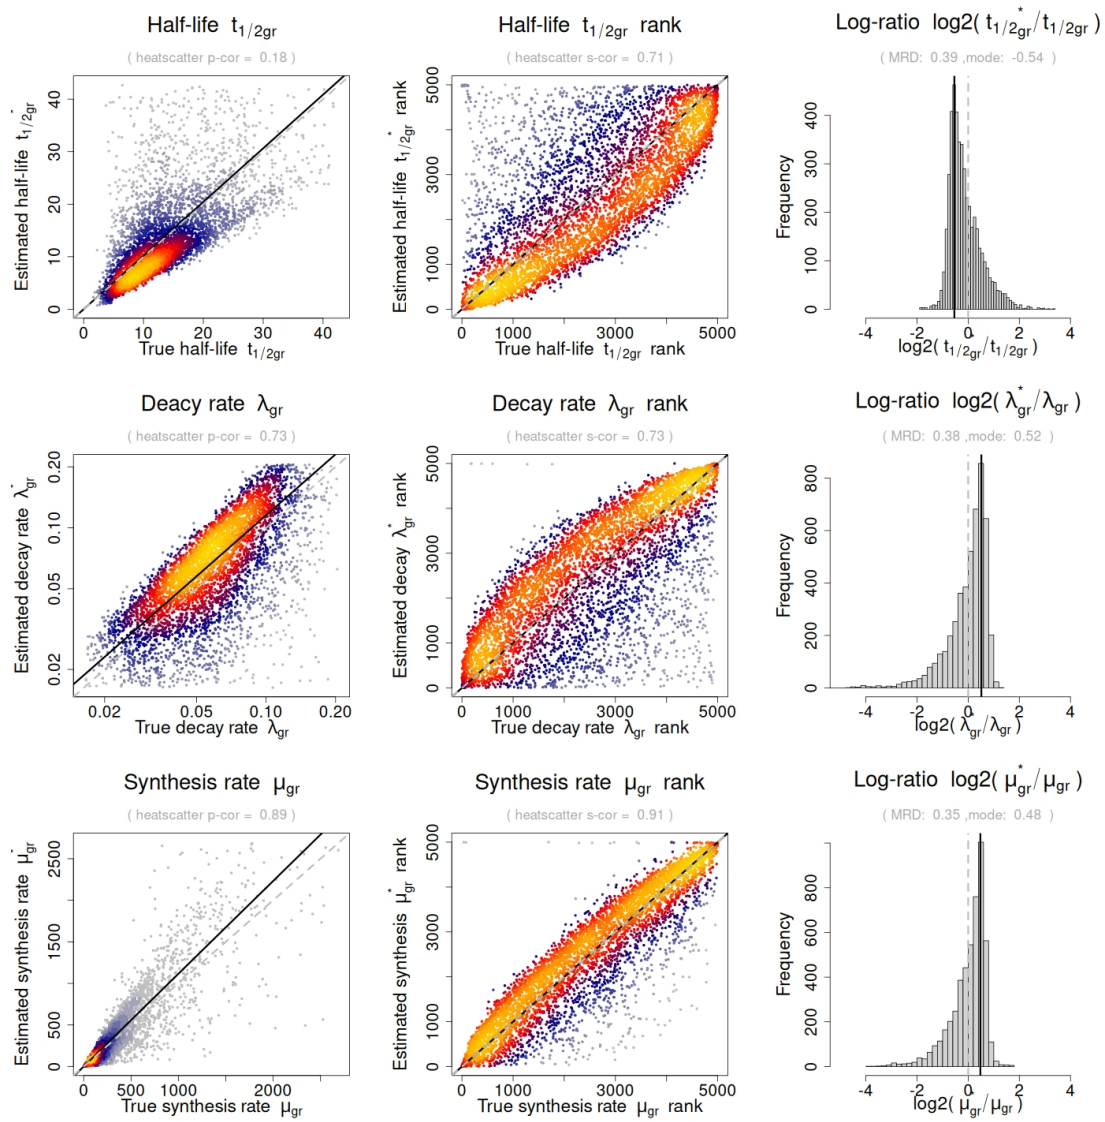 Half-life t1/2gr
( heatscatter p-cor = 0.18 )
Estimated half-life t*1/2gr
0 10 20 30 40
0 10 20 30 40
True half-life t1/2gr
Half-life t1/2gr rank
( heatscatter s-cor = 0.71 )
Estimated half-life t*1/2gr rank
0 1000 3000 5000
0 1000 3000 5000
True half-life t1/2gr rank
Log-ratio log2( t*1/2gr/t1/2gr )
( MRD: 0.39 ,mode: -0.54 )
Frequency
0 100 200 300 400
-4 -2 0 2 4
log2( t*1/2gr/t1/2gr )
Deacy rate λgr
( heatscatter p-cor = 0.73 )
Estimated decay rate λ*gr
0.02 0.05 0.10 0.20
0.02 0.05 0.10 0.20
True decay rate λgr
Decay rate λgr rank
( heatscatter s-cor = 0.73 )
Estimated decay λ*gr rank
0 1000 3000 5000
0 1000 3000 5000
True decay rate λgr rank
Log-ratio log2( λ*gr/λgr )
( MRD: 0.38 ,mode: 0.52 )
Frequency
0 200 400 600 800
-4 -2 0 2 4
log2( λ*gr/λgr )
Synthesis rate μgr
( heatscatter p-cor = 0.89 )
Estimated synthesis rate μ*gr
0 500 1500 2500
0 500 1000 2000
True synthesis rate μgr
Synthesis rate μgr rank
( heatscatter s-cor = 0.91 )
Estimated synthesis μ*gr rank
0 1000 3000 5000
0 1000 3000 5000
True synthesis rate μgr rank
Log-ratio log2( μ*gr/μgr )
( MRD: 0.35 ,mode: 0.48 )
Frequency
0 200 400 600 800
-4 -2 0 2 4
log2( μ*gr/μgr )